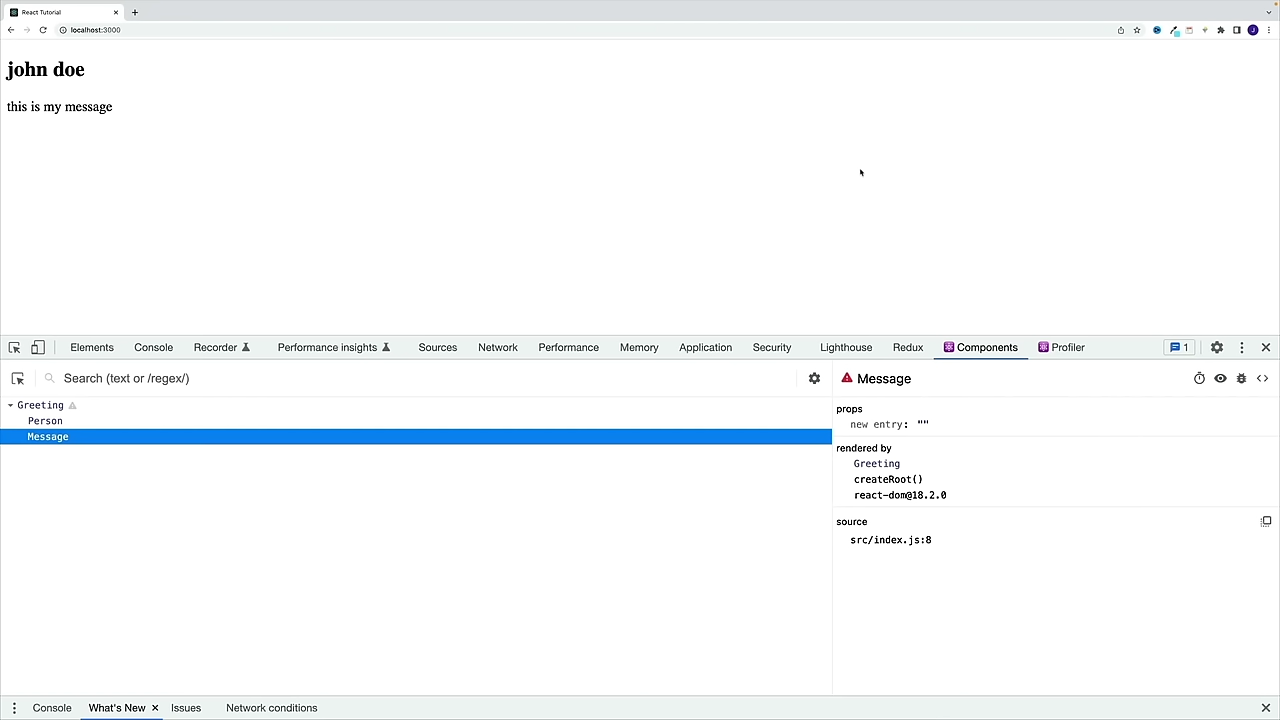 React Tutorial
localhost:3000
J
john doe
this is my message
Elements Console Recorder Performance insights Sources Network Performance Memory Application Security Lighthouse Redux Components Profiler 1
Search (text or /regex/)
Message
Greeting
Person
Message
props
new entry: ""
rendered by
Greeting
createRoot()
react-dom@18.2.0
source
src/index.js:8
Console What's New Issues Network conditions